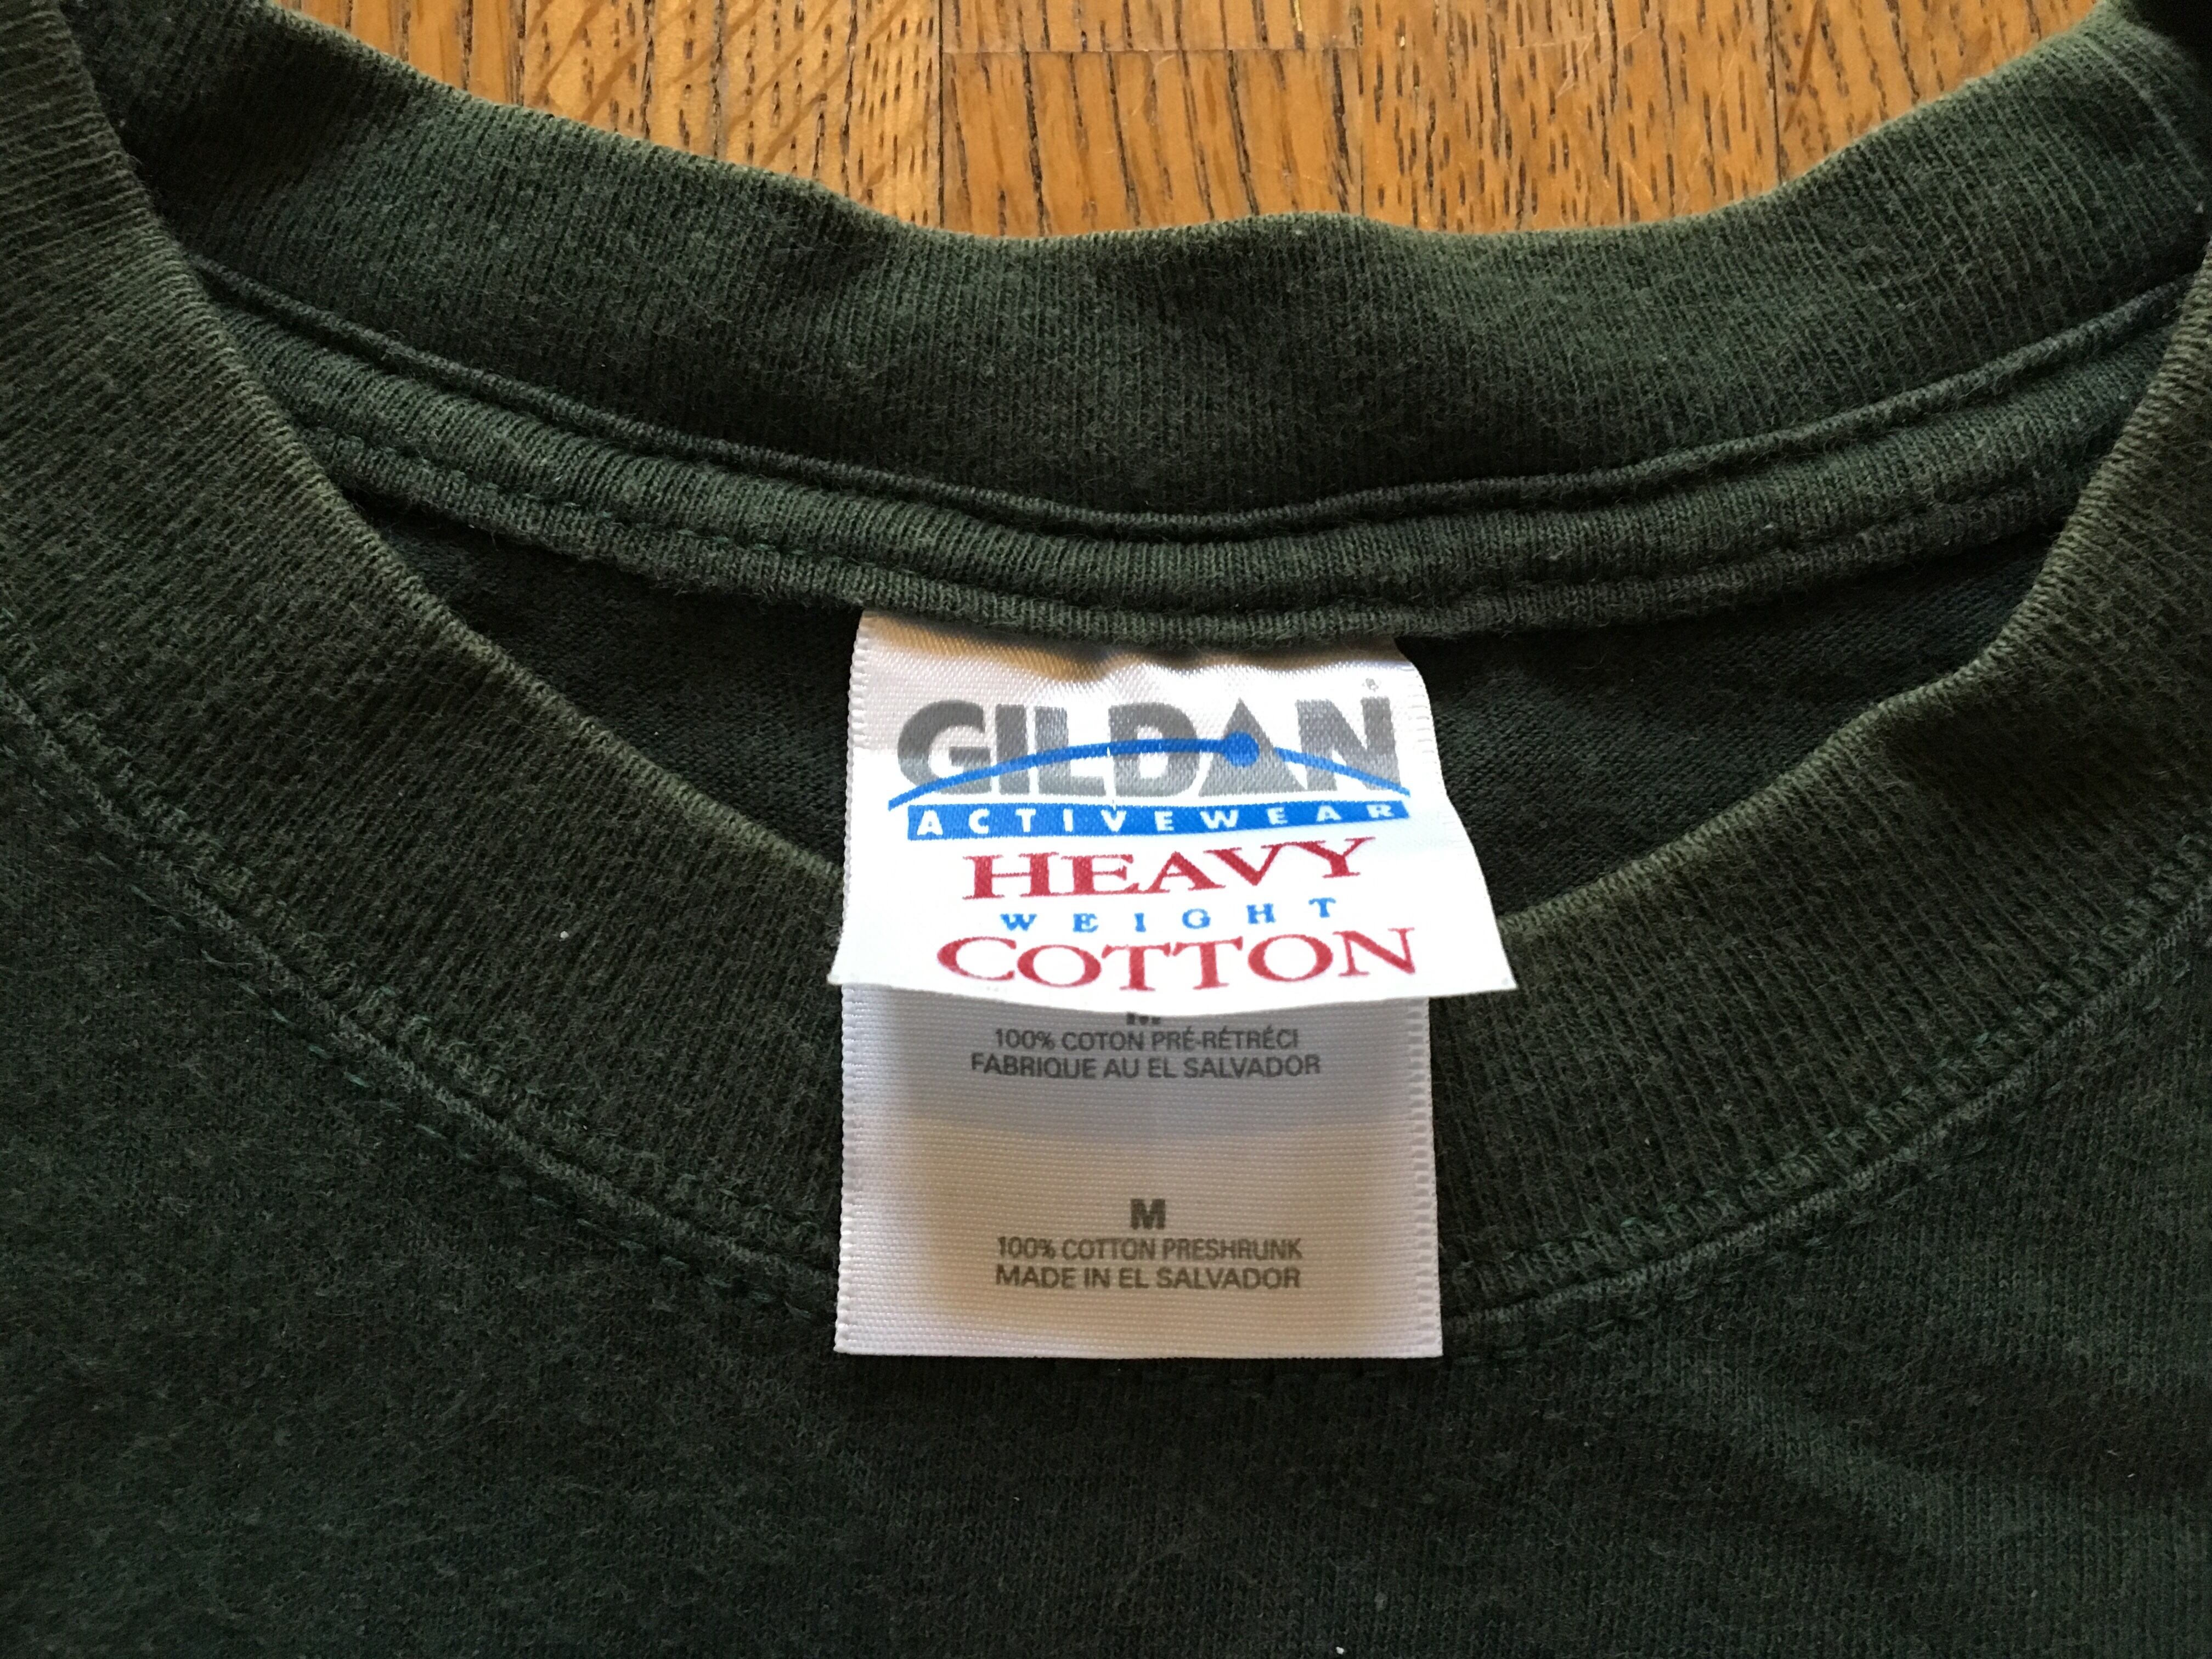 GILDAN®
ACTIVEWEAR
HEAVY
WEIGHT
COTTON
M
100% COTON PRÉ-RÉTRÉCI
FABRIQUE AU EL SALVADOR
M
100% COTTON PRESHRUNK
MADE IN EL SALVADOR